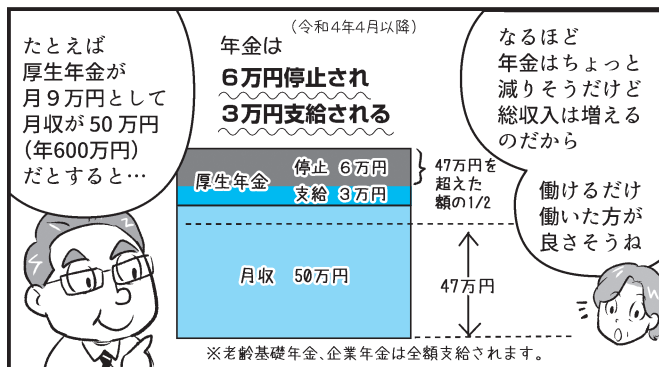 たとえば
厚生年金が
月９万円として
月収が50万円
(年600万円)
だとすると…
（令和４年４月以降）
年金は
６万円停止され
３万円支給される
なるほど
年金はちょっと
減りそうだけど
総収入は増える
のだから
働けるだけ
働いた方が
良さそうね
厚生年金
停止 ６万円
支給 ３万円
47万円を
超えた
額の1/2
月収 50万円
47万円
※老齢基礎年金、企業年金は全額支給されます。